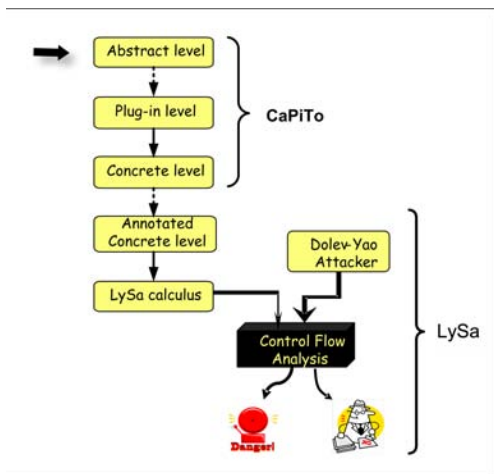 Abstract level
Plug-in level
CaPiTo
Concrete level
Annotated
Concrete level
Dolev-Yao
Attacker
LySa calculus
LySa
Control Flow
Analysis
Danger!